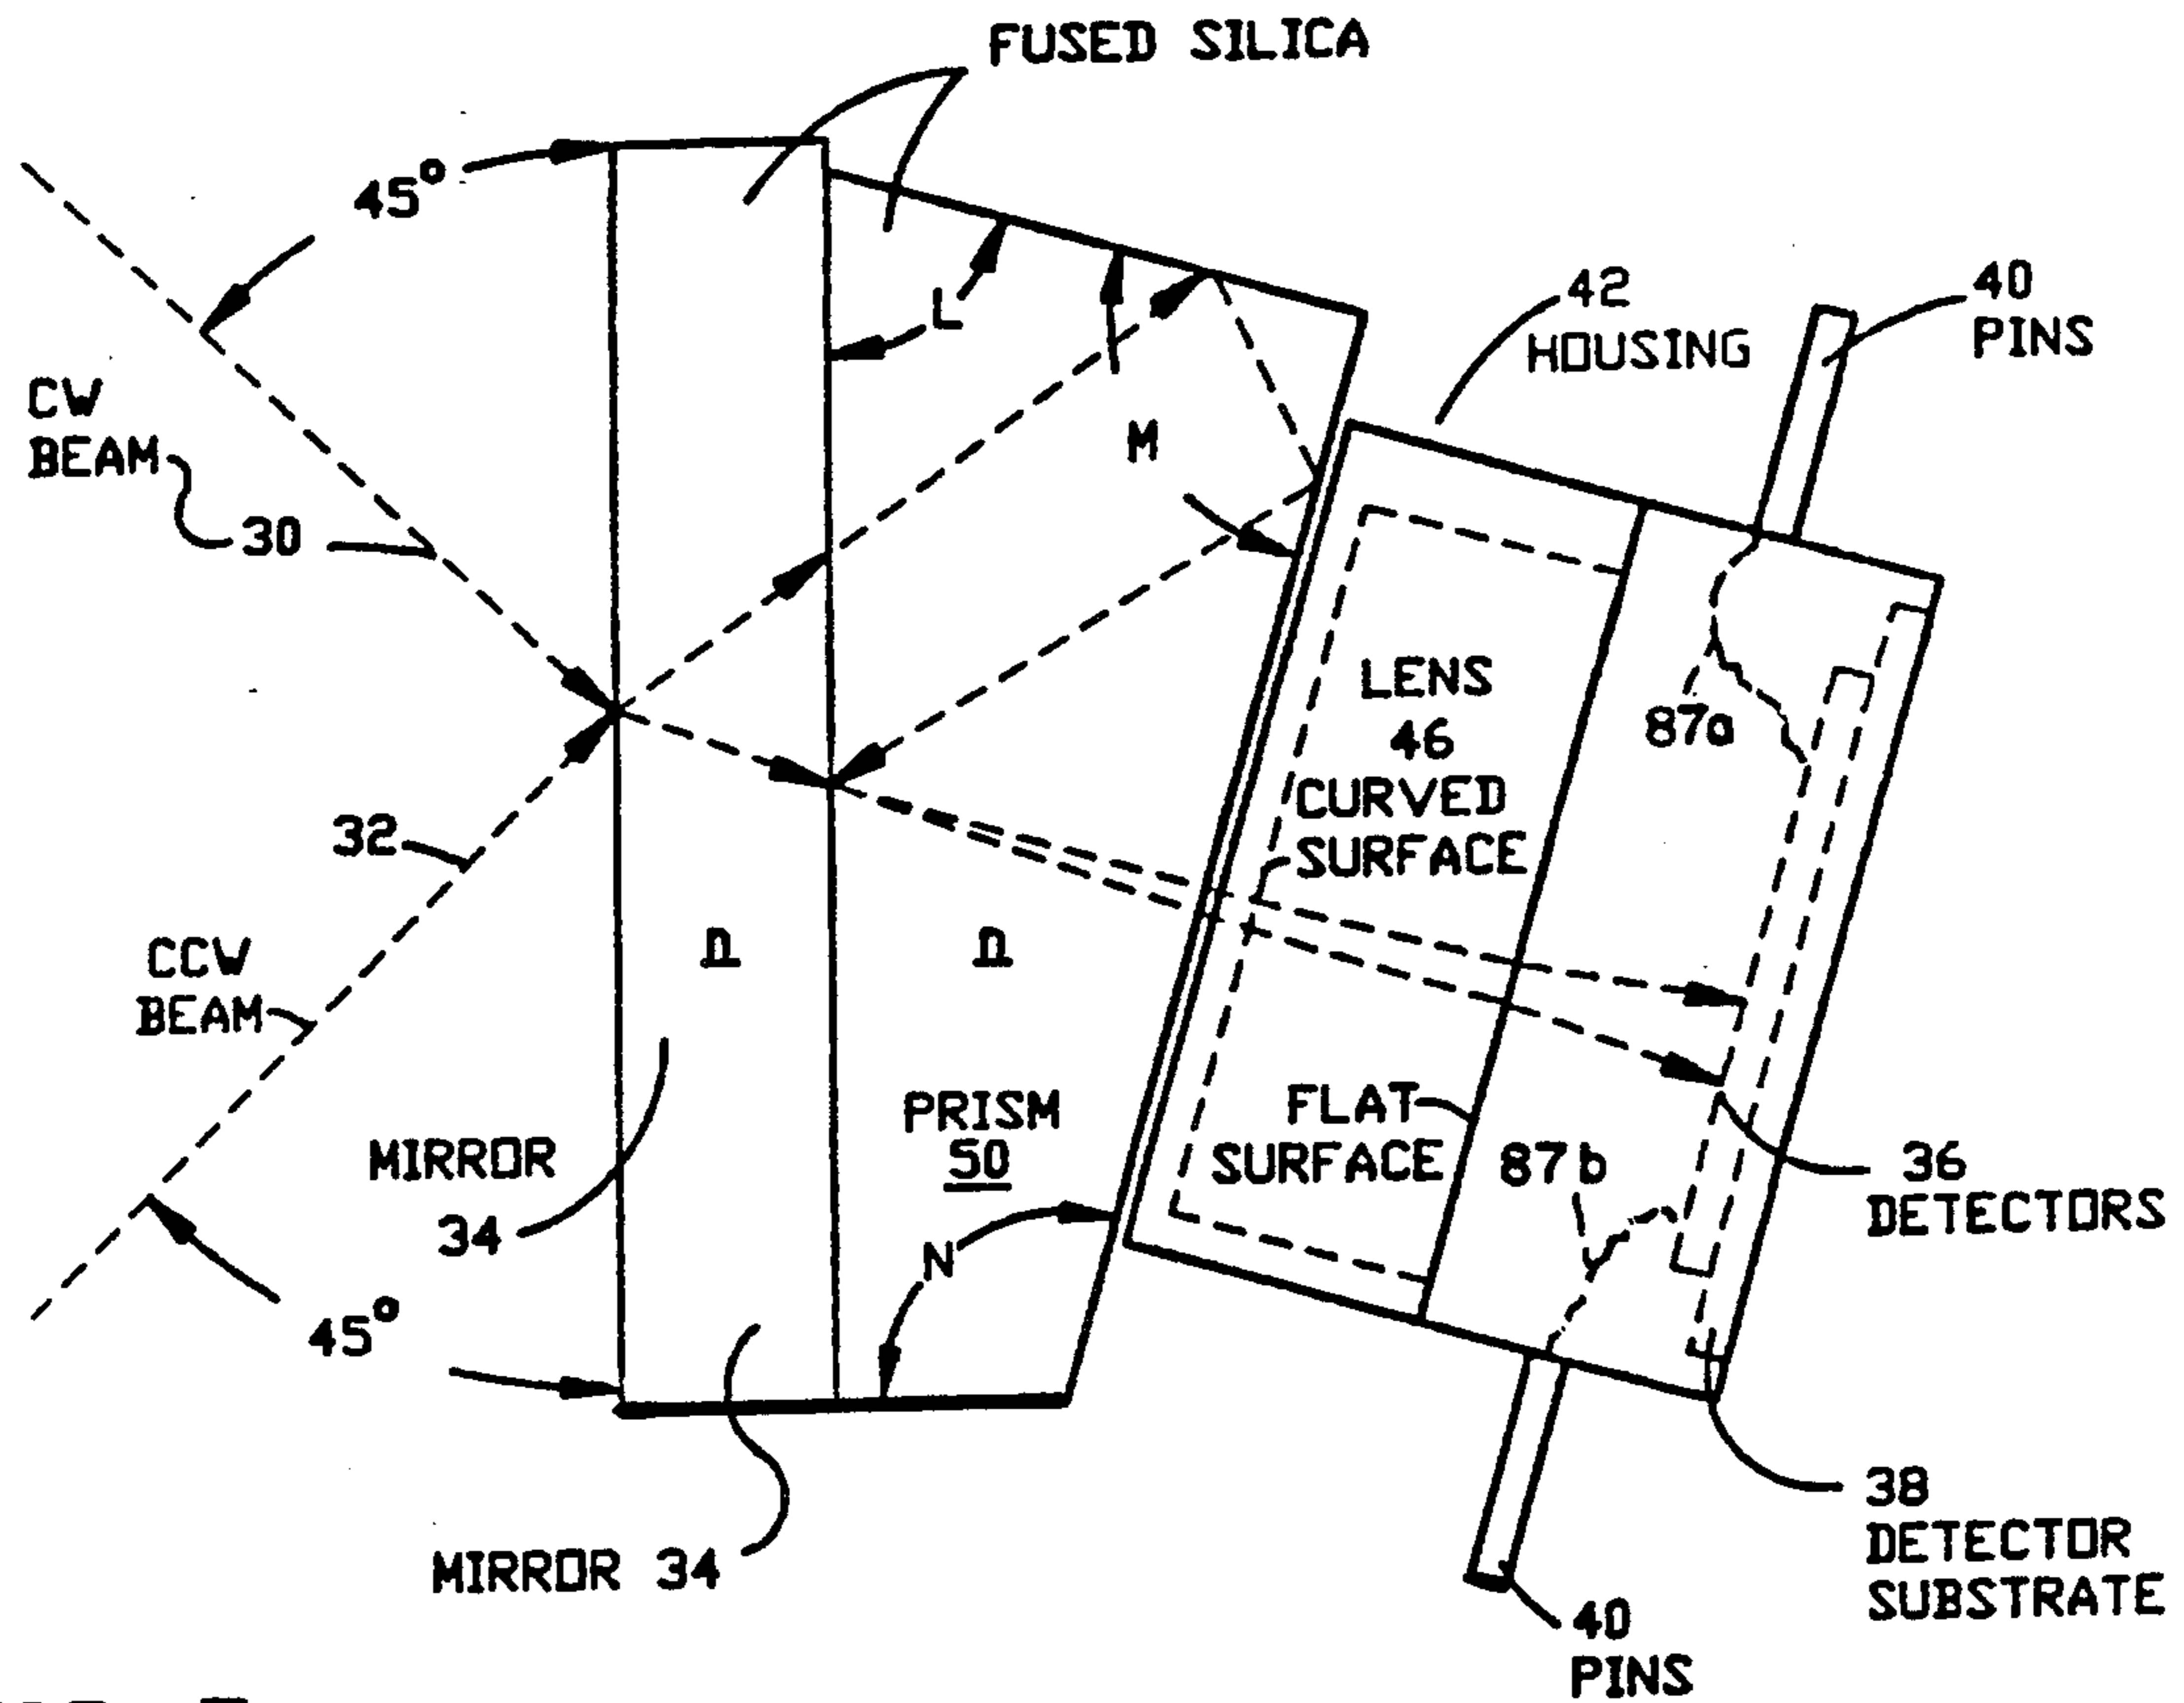 FUSED SILICA
45°
L
42
HOUSING
40
PINS
CW
BEAM
30
M
LENS
46
CURVED
SURFACE
87a
32
CCW
BEAM
n
n
PRISM
50
FLAT
SURFACE
87b
36
DETECTORS
MIRROR
34
N
45°
38
DETECTOR
SUBSTRATE
MIRROR 34
40
PINS